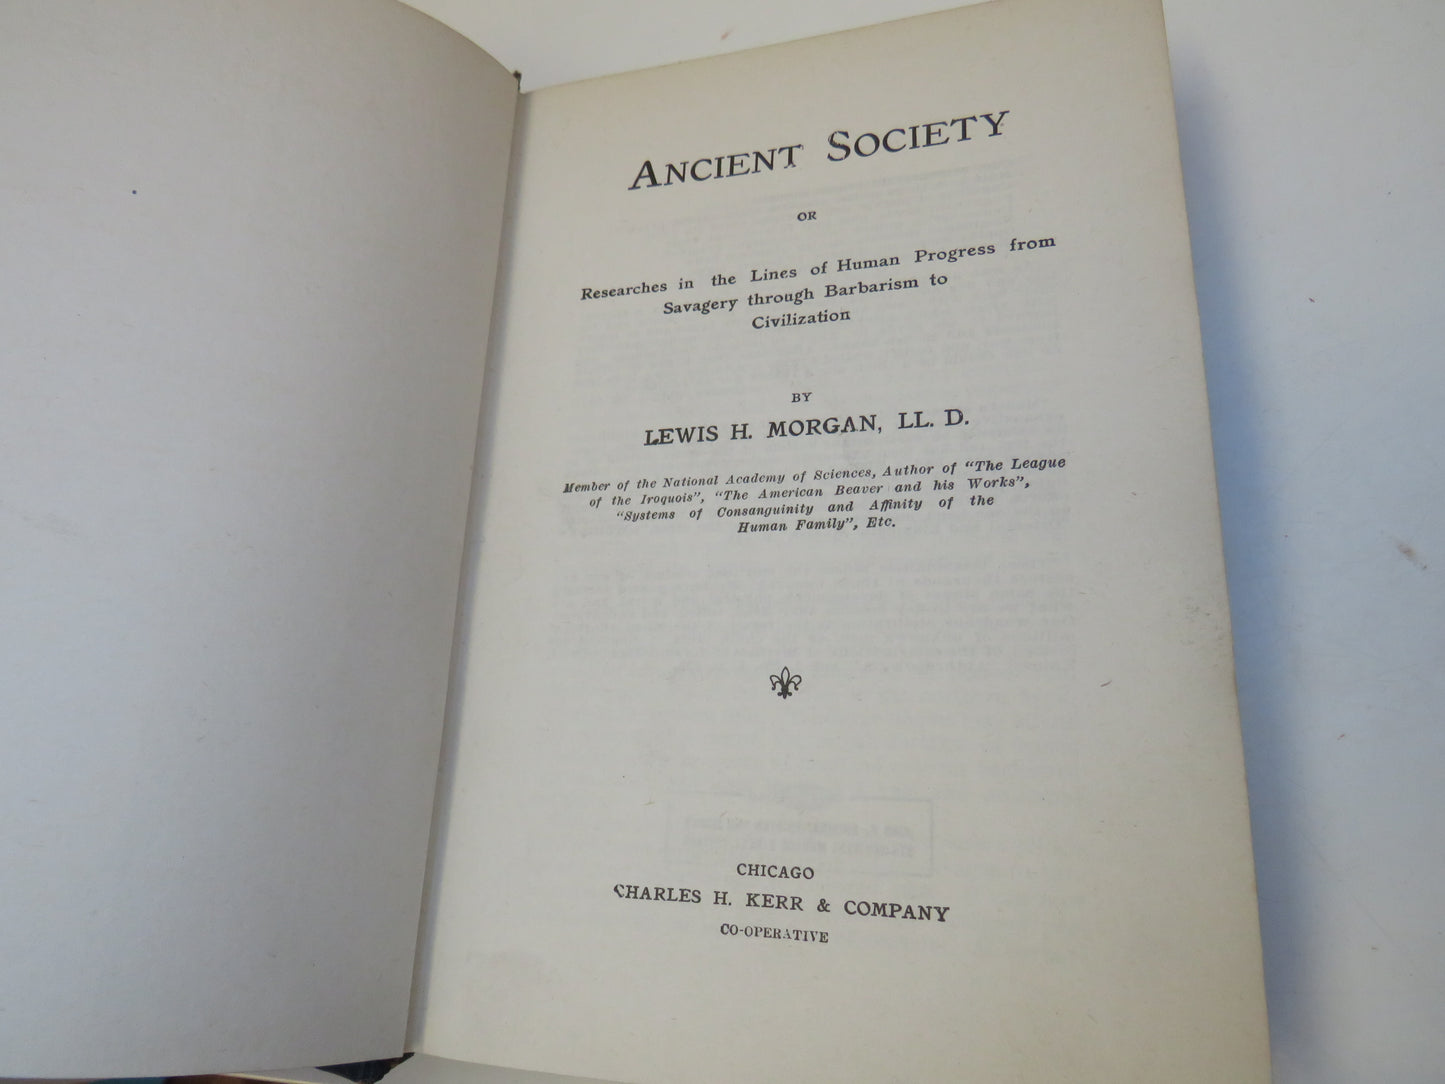 ANCIENT SOCIETY
OR
Researches in the Lines of Human Progress from
Savagery through Barbarism to
Civilization
BY
LEWIS H. MORGAN, LL. D.
Member of the National Academy of Sciences, Author of "The League
of the Iroquois", "The American Beaver and his Works",
"Systems of Consanguinity and Affinity of the
Human Family", Etc.
CHICAGO
CHARLES H. KERR & COMPANY
CO-OPERATIVE